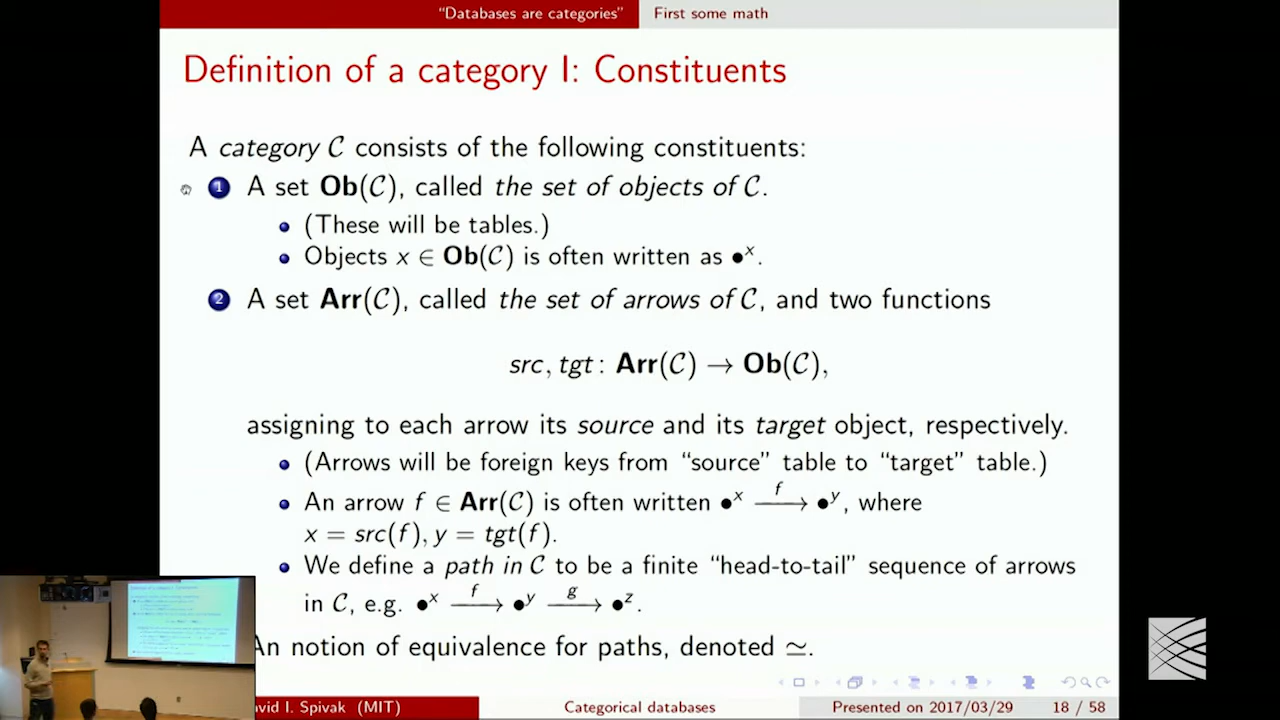 “Databases are categories” First some math
Definition of a category I: Constituents
A category C consists of the following constituents:
1 A set Ob(C), called the set of objects of C.
• (These will be tables.)
• Objects x ∈ Ob(C) is often written as •ˣ.
2 A set Arr(C), called the set of arrows of C, and two functions
src, tgt : Arr(C) → Ob(C),
assigning to each arrow its source and its target object, respectively.
• (Arrows will be foreign keys from “source” table to “target” table.)
• An arrow f ∈ Arr(C) is often written •ˣ —f→ •ʸ, where
x = src(f), y = tgt(f).
• We define a path in C to be a finite “head-to-tail” sequence of arrows
in C, e.g. •ˣ —f→ •ʸ —g→ •ᶻ.
An notion of equivalence for paths, denoted ≃.
avid I. Spivak (MIT) Categorical databases Presented on 2017/03/29 18 / 58